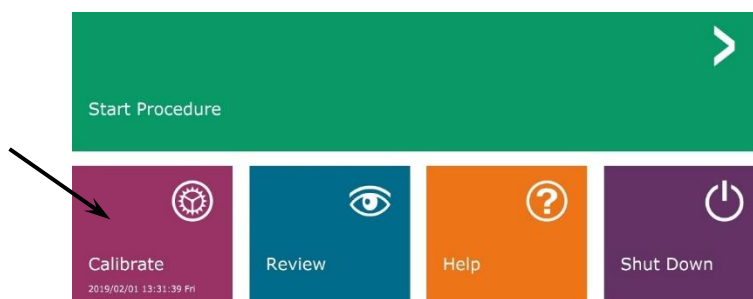 Start Procedure
Calibrate
2019/02/01 13:31:39 Fri
Review
Help
Shut Down